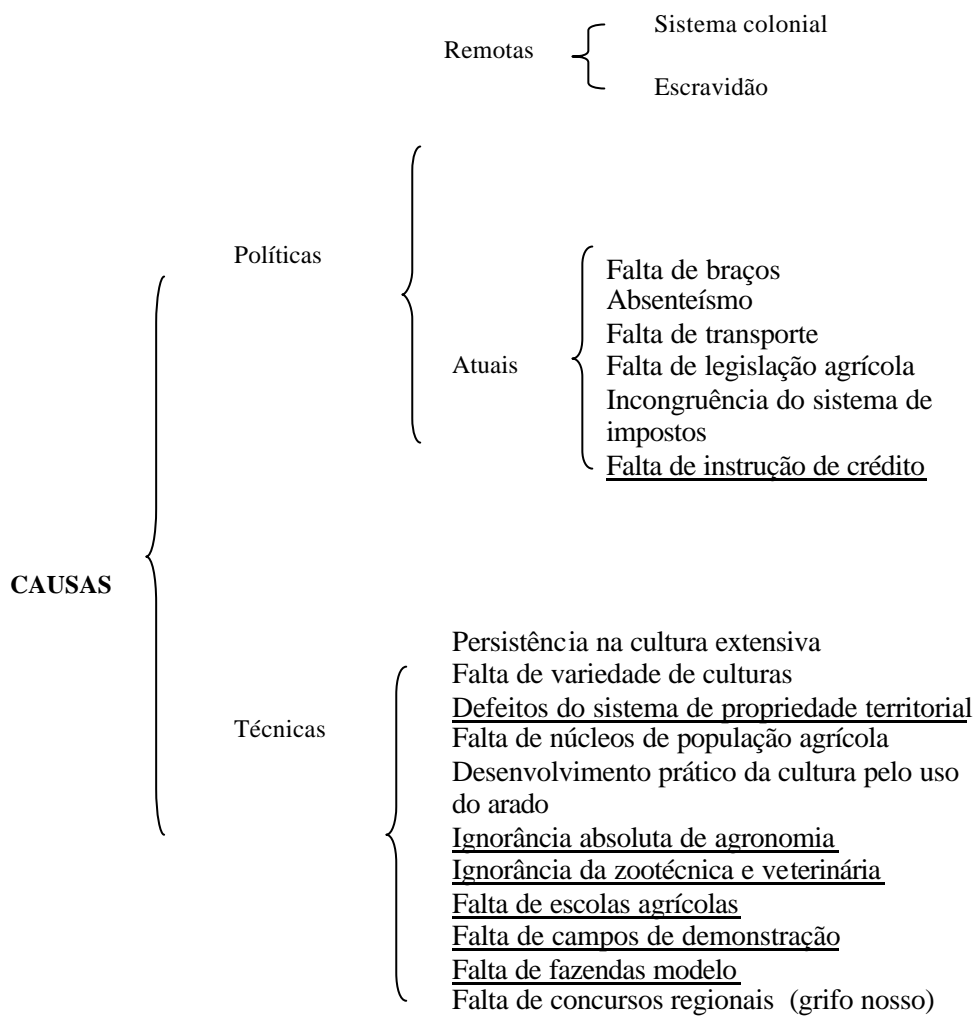 Remotas
Sistema colonial
Escravidão
Políticas
Atuais
Falta de braços
Absenteísmo
Falta de transporte
Falta de legislação agrícola
Incongruência do sistema de
impostos
Falta de instrução de crédito
CAUSAS
Técnicas
Persistência na cultura extensiva
Falta de variedade de culturas
Defeitos do sistema de propriedade territorial
Falta de núcleos de população agrícola
Desenvolvimento prático da cultura pelo uso
do arado
Ignorância absoluta de agronomia
Ignorância da zootécnica e veterinária
Falta de escolas agrícolas
Falta de campos de demonstração
Falta de fazendas modelo
Falta de concursos regionais (grifo nosso)